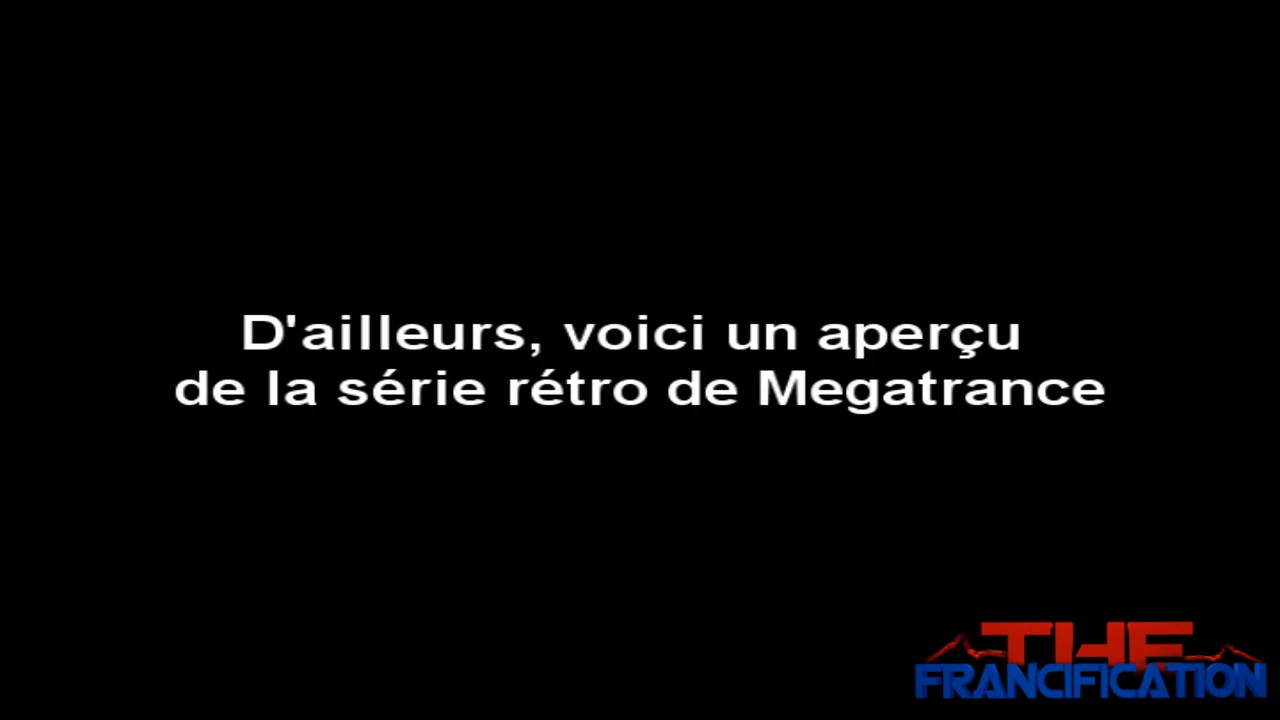 D'ailleurs, voici un aperçu
de la série rétro de Megatrance
THE
FRANCIFICATION